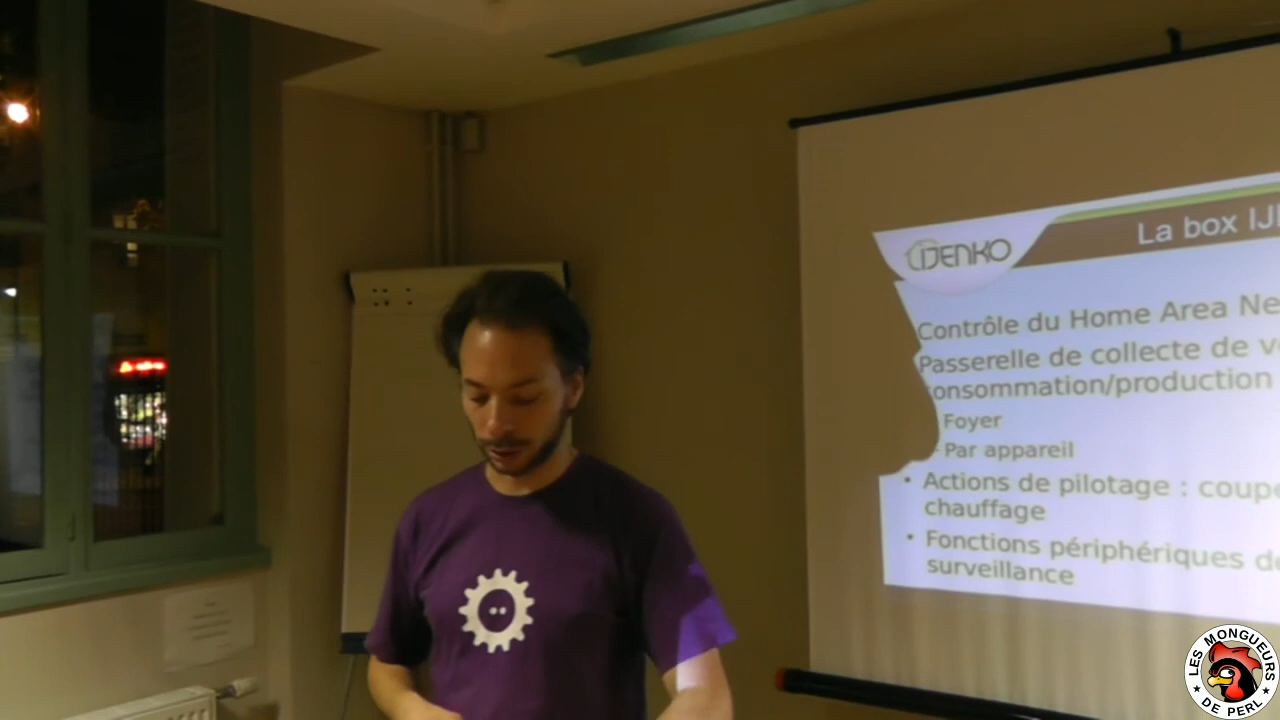 IJENKO
La box IJ
Contrôle du Home Area Ne
Passerelle de collecte de v
consommation/production
Foyer
- Par appareil
• Actions de pilotage : coup
chauffage
• Fonctions périphériques d
surveillance
LES MONGUEURS
★ DE PERL ★